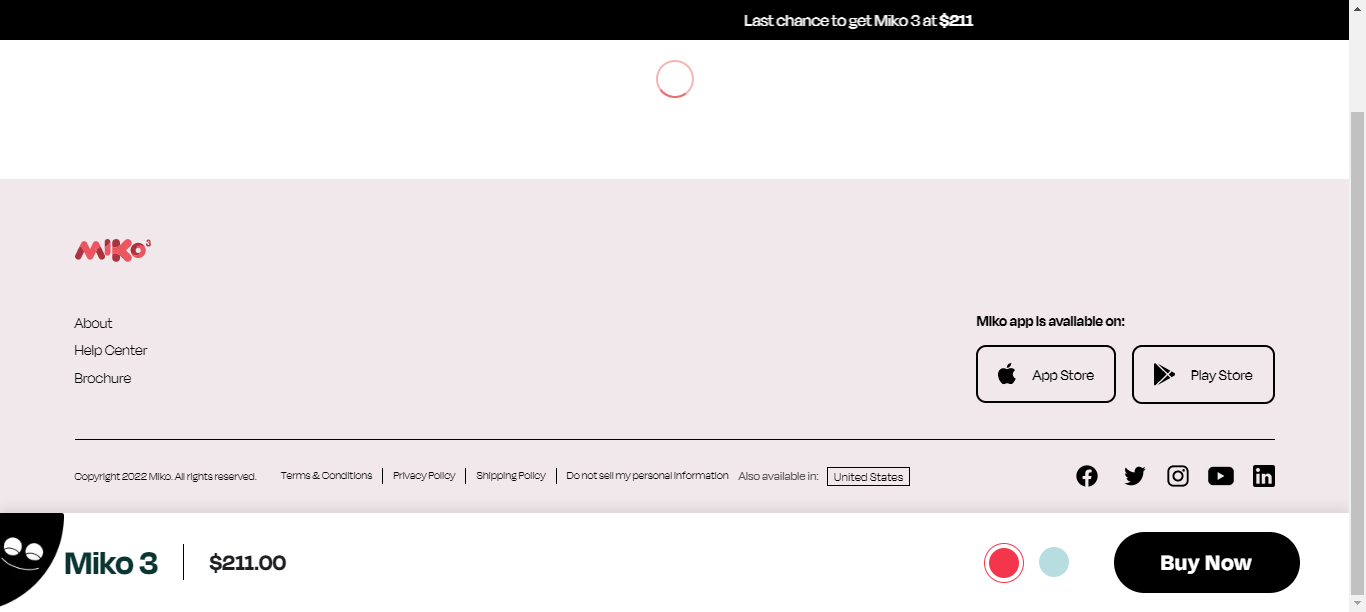 Last chance to get Miko 3 at $211
MIKO3
About
Help Center
Brochure
Miko app is available on:
App Store
Play Store
Copyright 2022 Miko. All rights reserved.
Terms & Conditions
Privacy Policy
Shipping Policy
Do not sell my personal information
Also available in:
United States
Miko 3
$211.00
Buy Now